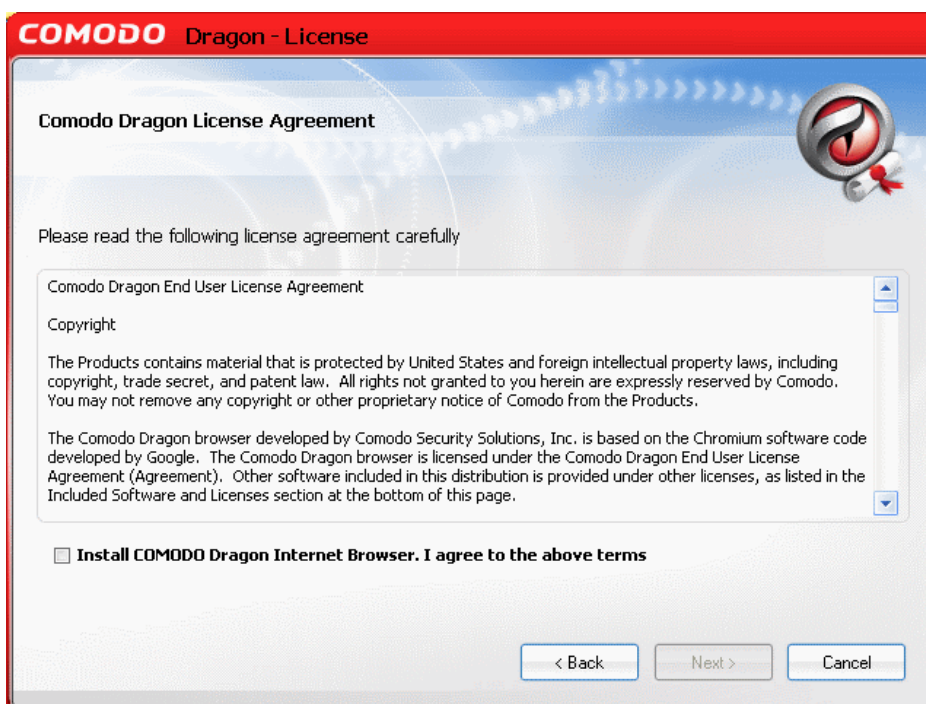 COMODO Dragon - License
Comodo Dragon License Agreement
Please read the following license agreement carefully
Comodo Dragon End User License Agreement
Copyright
The Products contains material that is protected by United States and foreign intellectual property laws, including
copyright, trade secret, and patent law. All rights not granted to you herein are expressly reserved by Comodo.
You may not remove any copyright or other proprietary notice of Comodo from the Products.
The Comodo Dragon browser developed by Comodo Security Solutions, Inc. is based on the Chromium software code
developed by Google. The Comodo Dragon browser is licensed under the Comodo Dragon End User License
Agreement (Agreement). Other software included in this distribution is provided under other licenses, as listed in the
Included Software and Licenses section at the bottom of this page.
Install COMODO Dragon Internet Browser. I agree to the above terms
< Back Next > Cancel